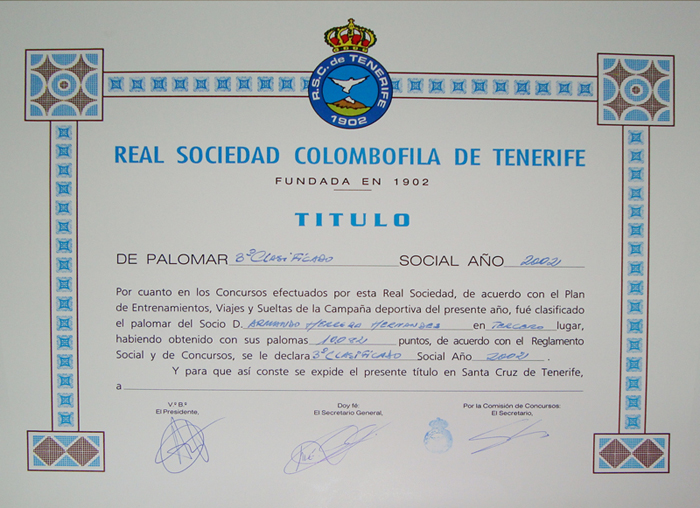 R.S.C. de TENERIFE
1902
REAL SOCIEDAD COLOMBOFILA DE TENERIFE
FUNDADA EN 1902
TITULO
DE PALOMAR 3º CLASIFICADO SOCIAL AÑO 2002
Por cuanto en los Concursos efectuados por esta Real Sociedad, de acuerdo con el Plan
de Entrenamientos, Viajes y Sueltas de la Campaña deportiva del presente año, fué clasificado
el palomar del Socio D. ARMANDO HERRERA HERNANDEZ en TERCERO lugar,
habiendo obtenido con sus palomas puntos, de acuerdo con el Reglamento
Social y de Concursos, se le declara 3º CLASIFICADO Social Año 2002.
Y para que así conste se expide el presente título en Santa Cruz de Tenerife,
a
V.º B.º
El Presidente,
Doy fé:
El Secretario General,
Por la Comisión de Concursos:
El Secretario,